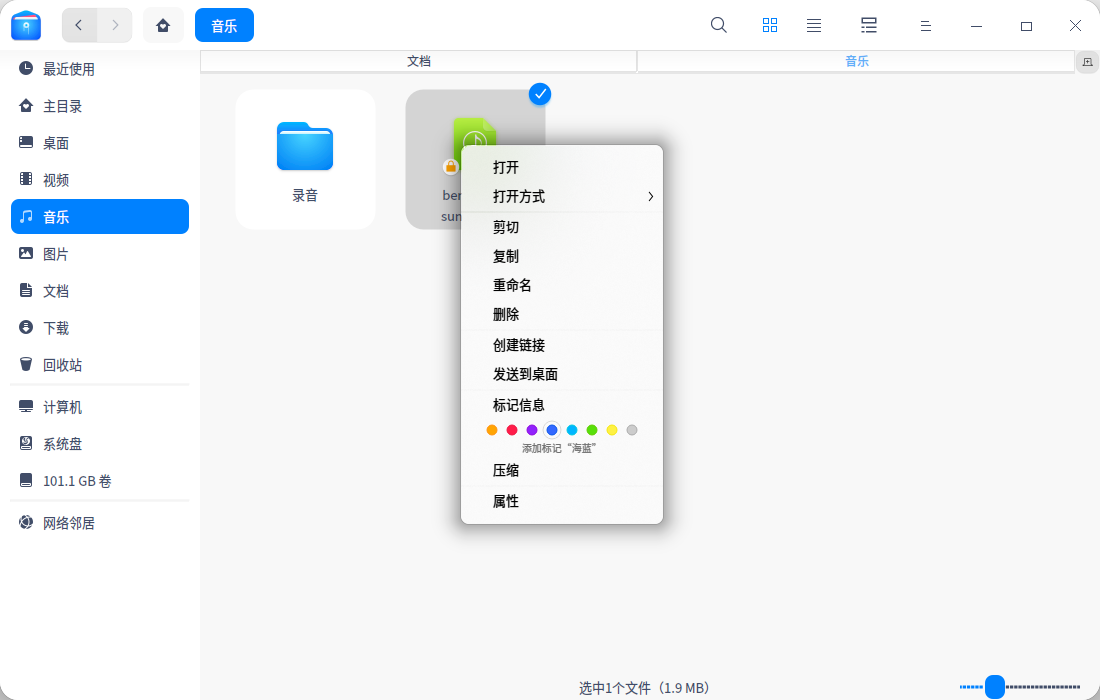 音乐
文档
音乐
最近使用
主目录
桌面
视频
音乐
图片
文档
下载
回收站
计算机
系统盘
101.1 GB 卷
网络邻居
录音
打开
打开方式
剪切
复制
重命名
删除
创建链接
发送到桌面
标记信息
添加标记“海蓝”
压缩
属性
选中1个文件（1.9 MB）